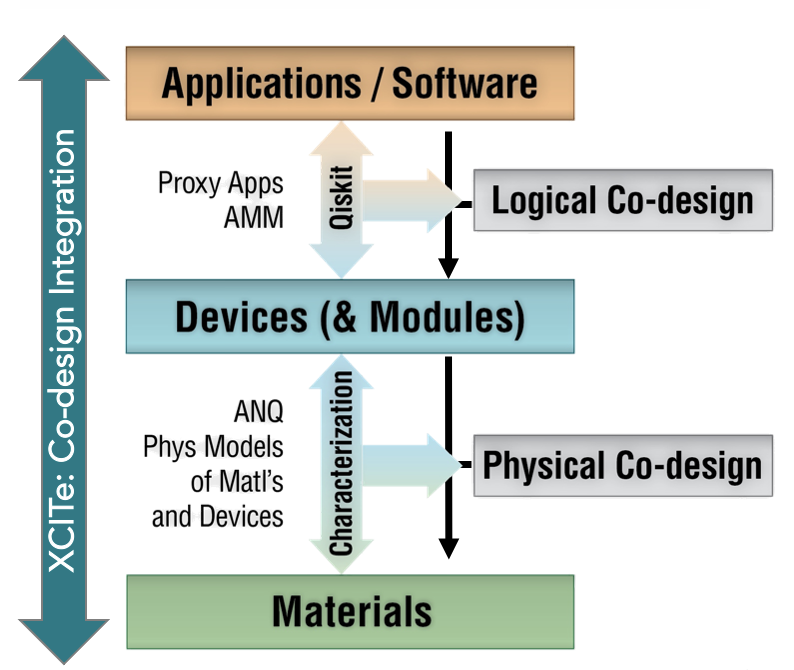 XCITe: Co-design Integration
Applications / Software
Proxy Apps
AMM
Qiskit
Logical Co-design
Devices (& Modules)
ANQ
Phys Models
of Matl's
and Devices
Characterization
Physical Co-design
Materials